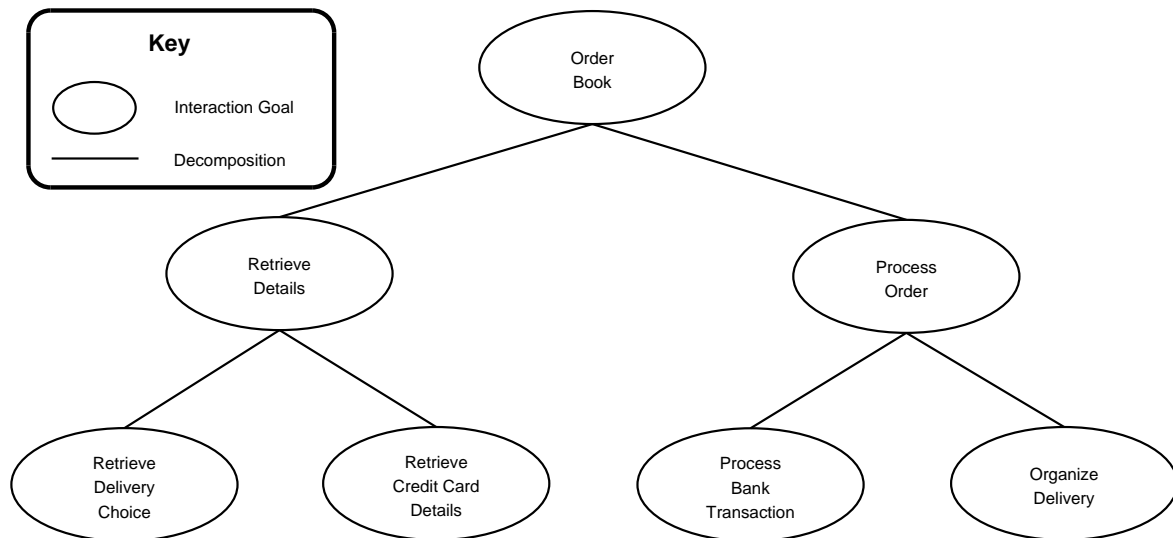 Key
Interaction Goal
Decomposition
Order
Book
Retrieve
Details
Process
Order
Retrieve
Delivery
Choice
Retrieve
Credit Card
Details
Process
Bank
Transaction
Organize
Delivery